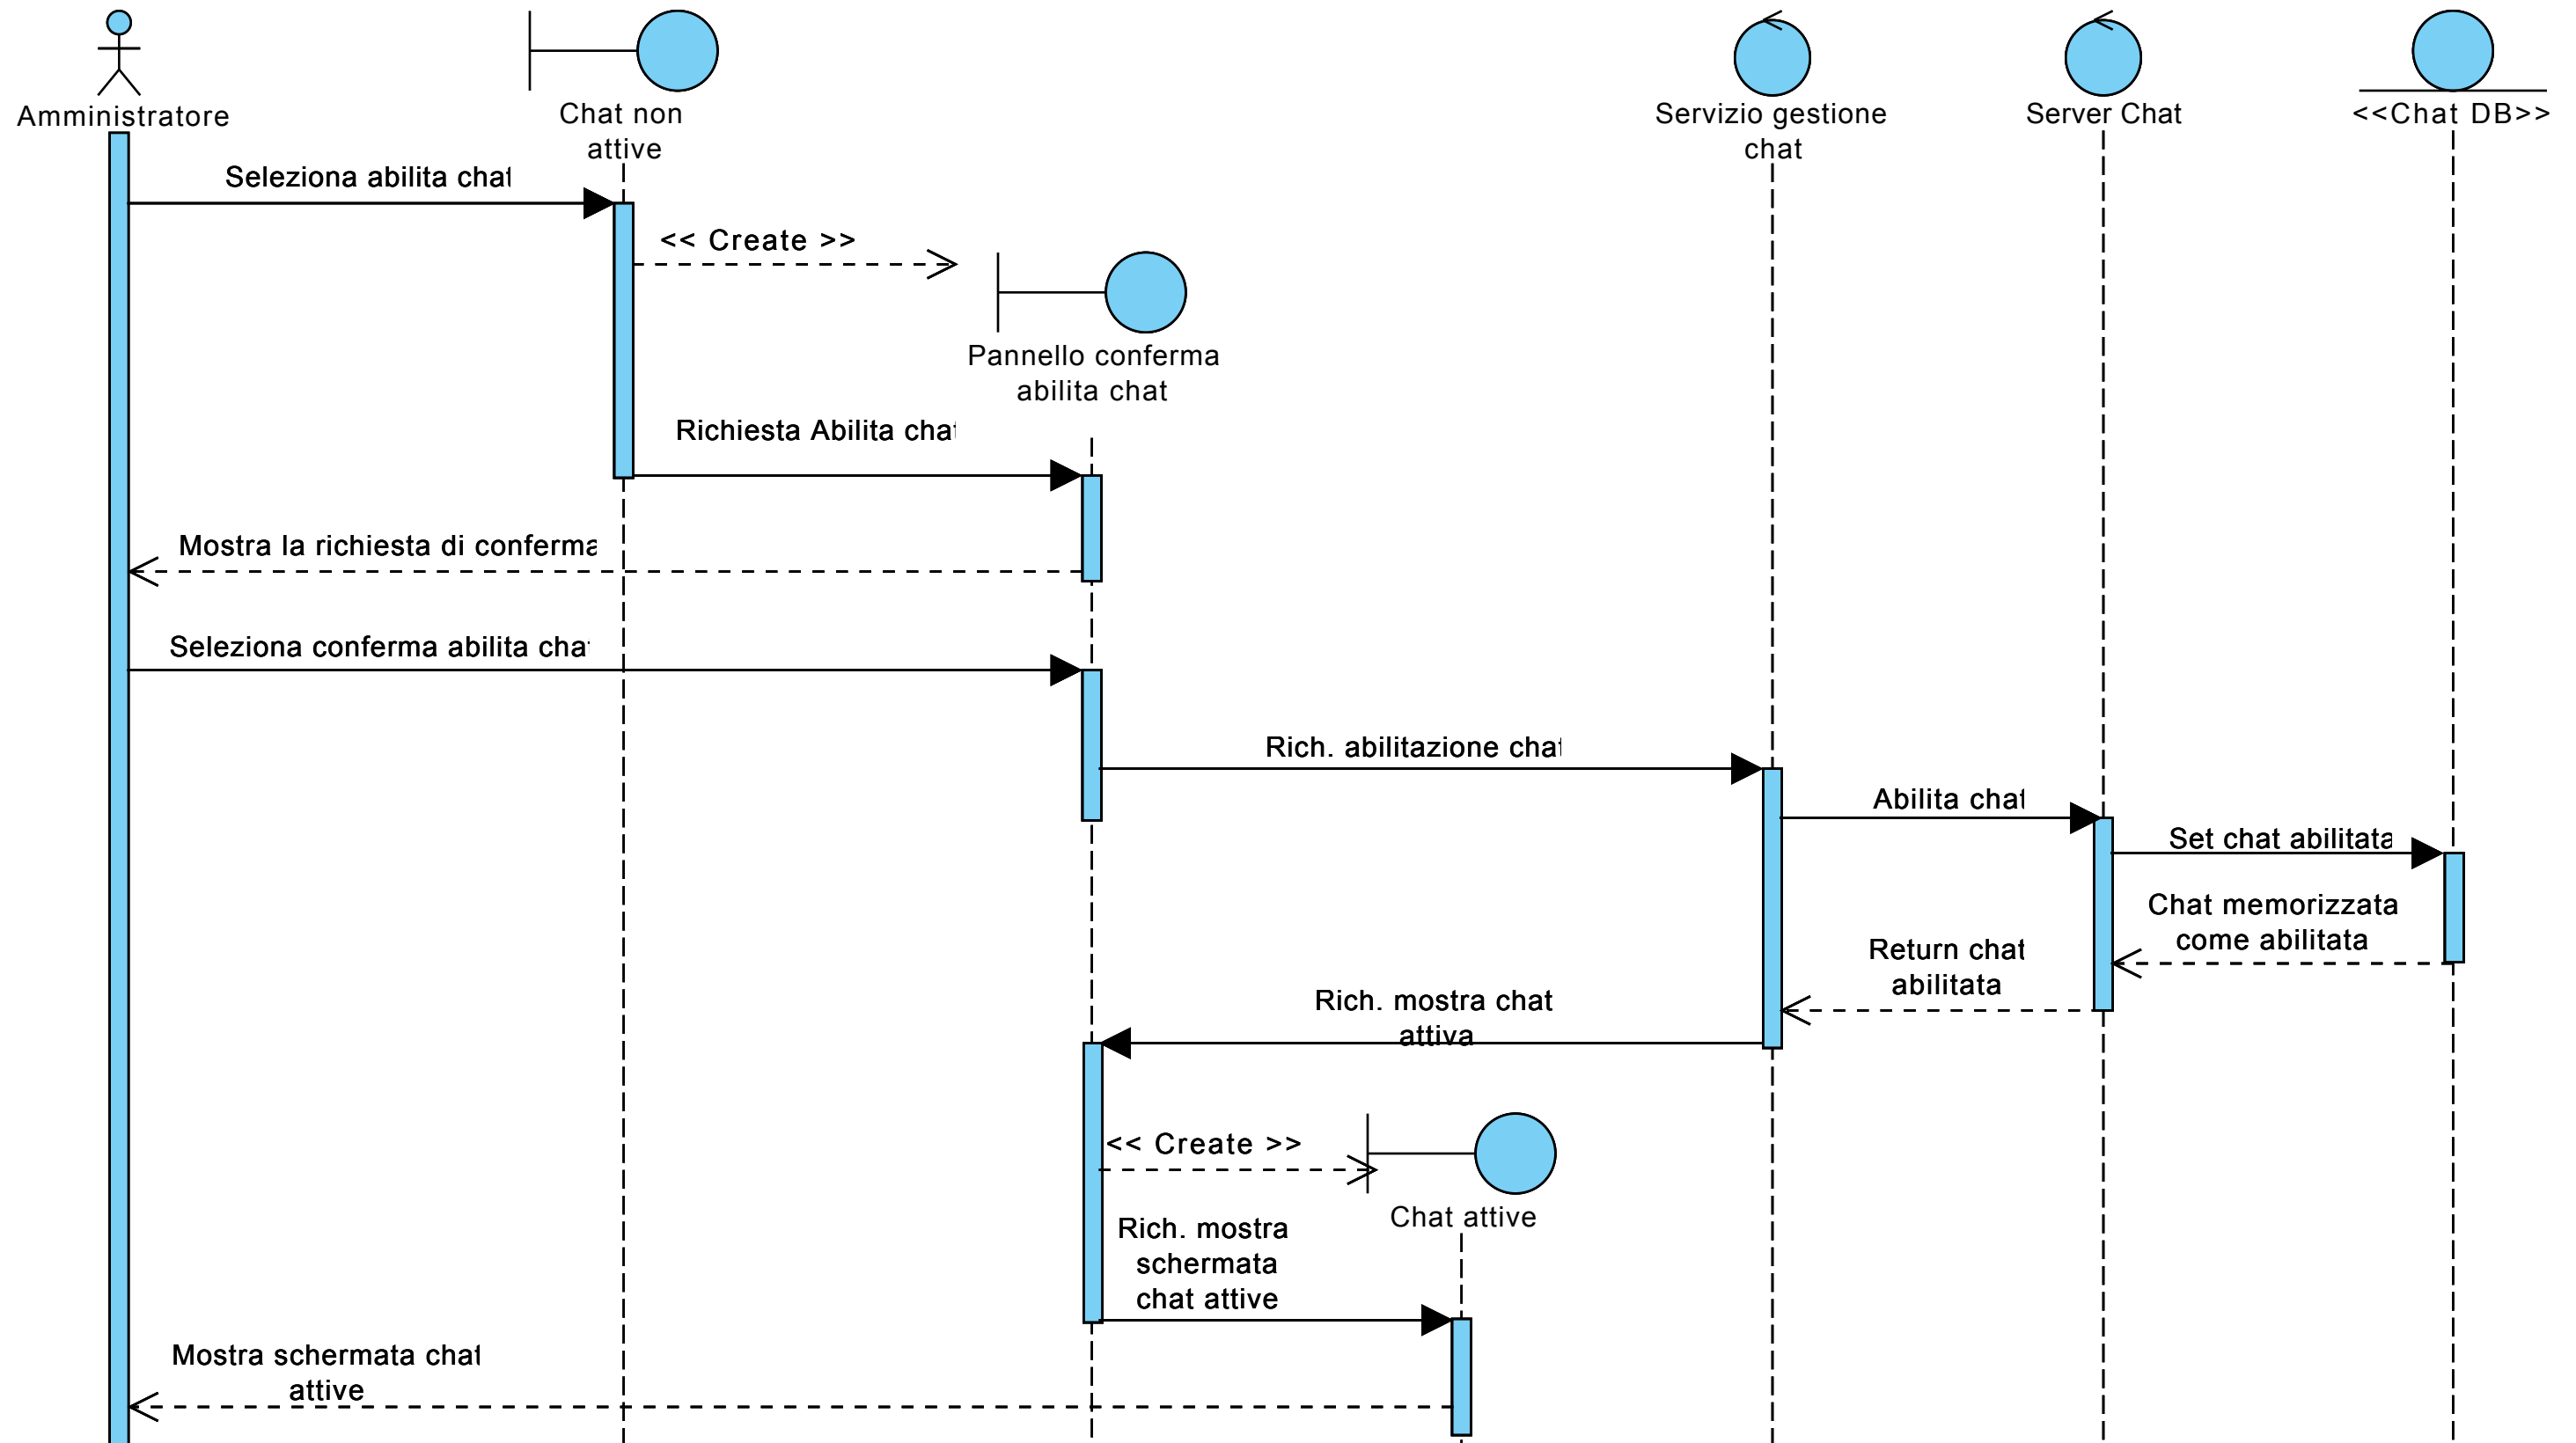 Amministratore
Chat non
attive
Servizio gestione
chat
Server Chat
<<Chat DB>>
Seleziona abilita chat
<< Create >>
Pannello conferma
abilita chat
Richiesta Abilita chat
Mostra la richiesta di conferma
Seleziona conferma abilita chat
Rich. abilitazione chat
Abilita chat
Set chat abilitata
Chat memorizzata
come abilitata
Return chat
abilitata
Rich. mostra chat
attiva
<< Create >>
Chat attive
Rich. mostra
schermata
chat attive
Mostra schermata chat
attive